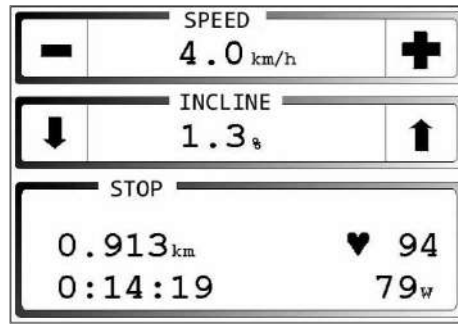 SPEED
4.0 km/h
INCLINE
1.3 %
STOP
0.913 km
♥ 94
0:14:19
79 W